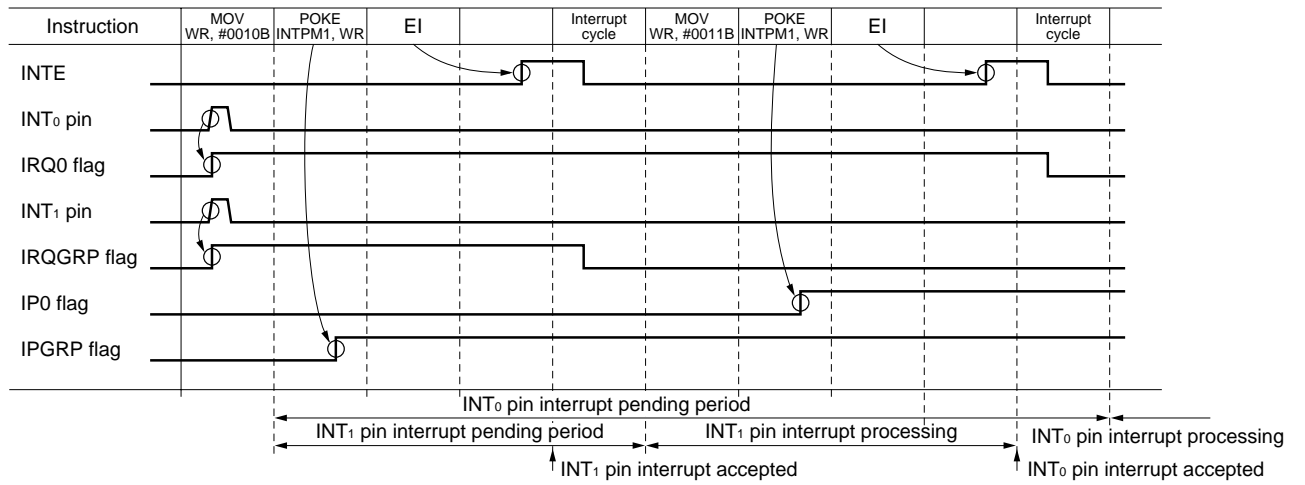 Instruction
MOV
WR, #0010B
POKE
INTPM1, WR
EI
Interrupt
cycle
MOV
WR, #0011B
POKE
INTPM1, WR
EI
Interrupt
cycle
INTE
INT0 pin
IRQ0 flag
INT1 pin
IRQGRP flag
IP0 flag
IPGRP flag
INT0 pin interrupt pending period
INT1 pin interrupt pending period
INT1 pin interrupt processing
INT0 pin interrupt processing
INT1 pin interrupt accepted
INT0 pin interrupt accepted